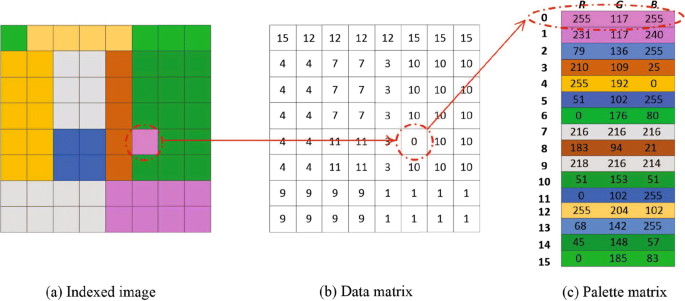 15 12 12 12 12 15 15 15
4 4 7 7 3 10 10 10
4 4 7 7 3 10 10 10
4 4 7 7 3 10 10 10
4 4 11 11 3 0 10 10
4 4 11 11 3 10 10 10
9 9 9 9 1 1 1 1
9 9 9 9 1 1 1 1
R G B
0 255 117 255
1 231 117 240
2 79 136 255
3 210 109 25
4 255 192 0
5 51 102 255
6 0 176 80
7 216 216 216
8 183 94 21
9 218 216 214
10 51 153 51
11 0 102 255
12 255 204 102
13 68 142 255
14 45 148 57
15 0 185 83
(a) Indexed image
(b) Data matrix
(c) Palette matrix